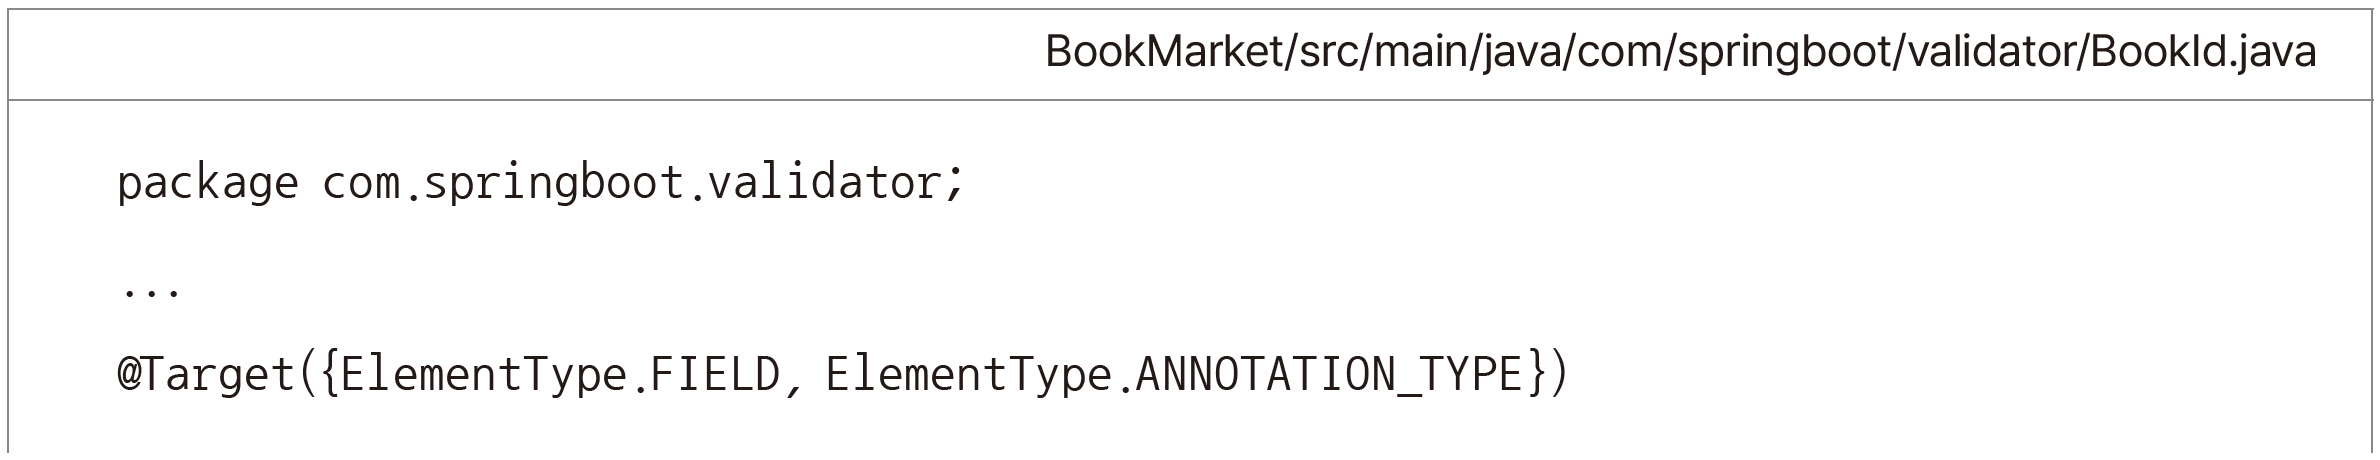 BookMarket/src/main/java/com/springboot/validator/BookId.java
package com.springboot.validator;
...
@Target({ElementType.FIELD, ElementType.ANNOTATION_TYPE})